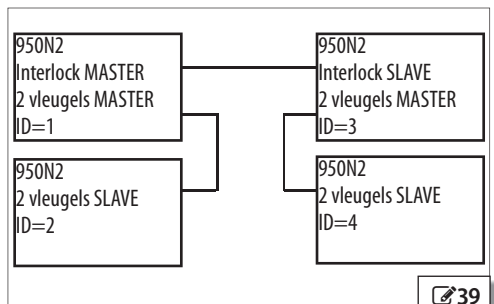 950N2
Interlock MASTER
2 vleugels MASTER
ID=1
950N2
Interlock SLAVE
2 vleugels MASTER
ID=3
950N2
2 vleugels SLAVE
ID=2
950N2
2 vleugels SLAVE
ID=4
39